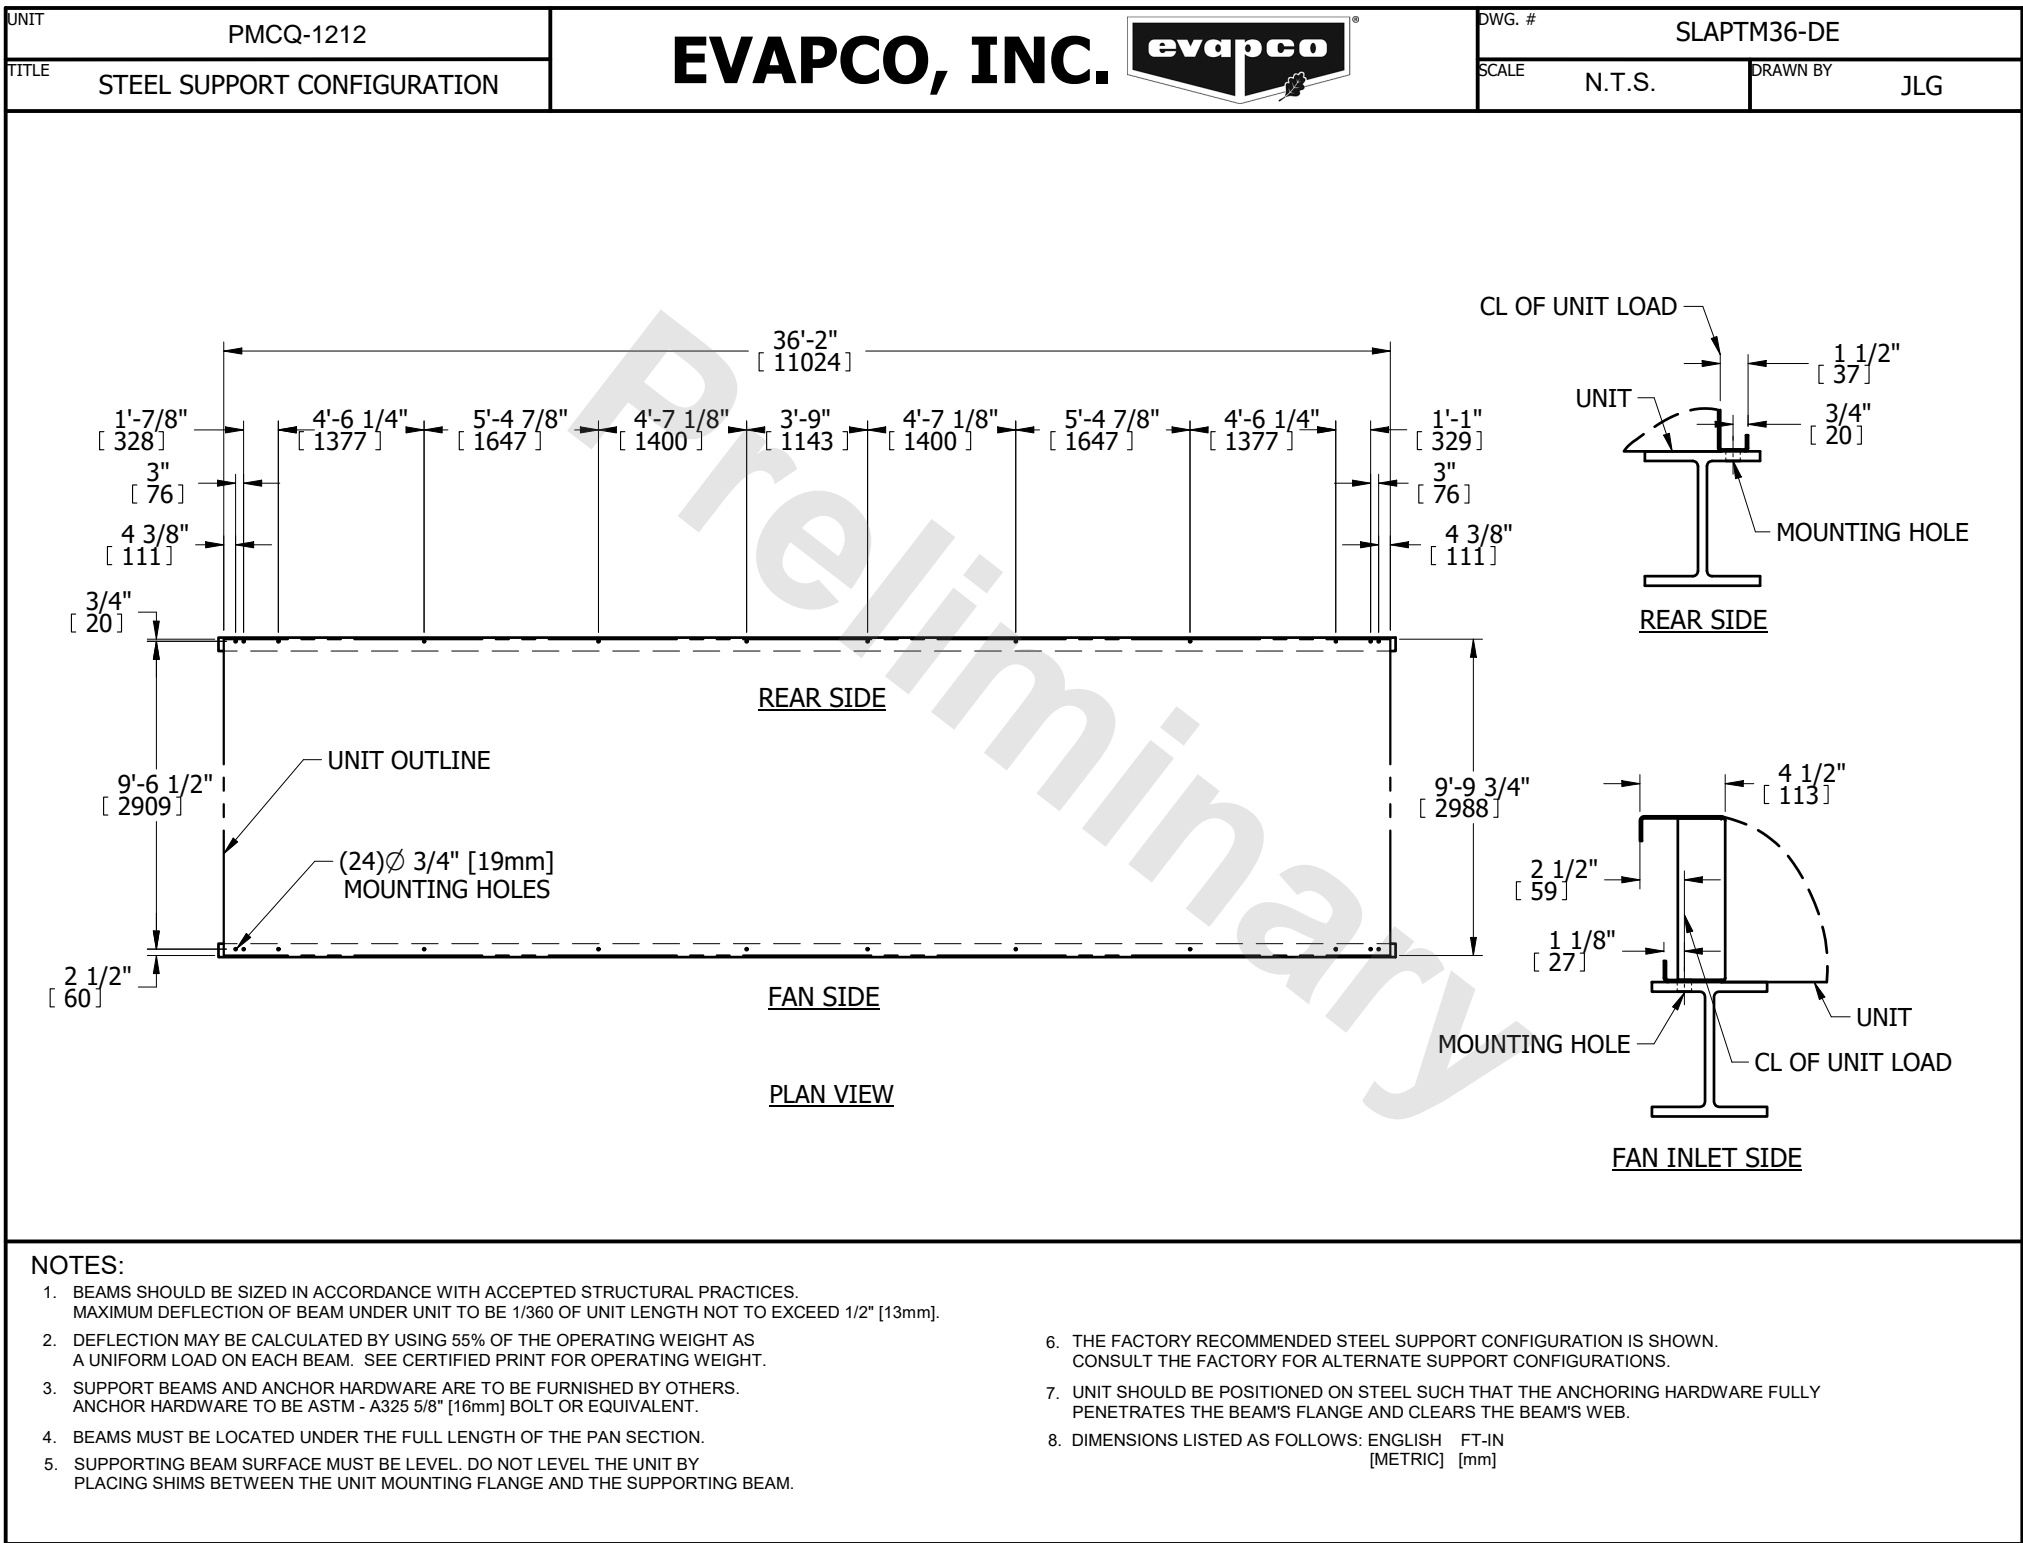 UNIT
PMCQ-1212
TITLE
STEEL SUPPORT CONFIGURATION
EVAPCO, INC.
evapco
®
DWG. #
SLAPTM36-DE
SCALE
N.T.S.
DRAWN BY
JLG
36'-2"
[ 11024 ]
1'-7/8" 4'-6 1/4" 5'-4 7/8" 4'-7 1/8" 3'-9" 4'-7 1/8" 5'-4 7/8" 4'-6 1/4" 1'-1"
[ 328 ] [ 1377 ] [ 1647 ] [ 1400 ] [ 1143 ] [ 1400 ] [ 1647 ] [ 1377 ] [ 329 ]
3" 3"
[ 76 ] [ 76 ]
4 3/8" 4 3/8"
[ 111 ] [ 111 ]
3/4"
[ 20 ]
REAR SIDE
UNIT OUTLINE
9'-6 1/2" 9'-9 3/4"
[ 2909 ] [ 2988 ]
(24)∅ 3/4" [19mm]
MOUNTING HOLES
2 1/2"
[ 60 ]
FAN SIDE
PLAN VIEW
Preliminary
CL OF UNIT LOAD
1 1/2"
[ 37 ]
UNIT
3/4"
[ 20 ]
MOUNTING HOLE
REAR SIDE
4 1/2"
[ 113 ]
2 1/2"
[ 59 ]
1 1/8"
[ 27 ]
UNIT
MOUNTING HOLE
CL OF UNIT LOAD
FAN INLET SIDE
NOTES:
1. BEAMS SHOULD BE SIZED IN ACCORDANCE WITH ACCEPTED STRUCTURAL PRACTICES.
MAXIMUM DEFLECTION OF BEAM UNDER UNIT TO BE 1/360 OF UNIT LENGTH NOT TO EXCEED 1/2" [13mm].
2. DEFLECTION MAY BE CALCULATED BY USING 55% OF THE OPERATING WEIGHT AS
A UNIFORM LOAD ON EACH BEAM. SEE CERTIFIED PRINT FOR OPERATING WEIGHT.
3. SUPPORT BEAMS AND ANCHOR HARDWARE ARE TO BE FURNISHED BY OTHERS.
ANCHOR HARDWARE TO BE ASTM - A325 5/8" [16mm] BOLT OR EQUIVALENT.
4. BEAMS MUST BE LOCATED UNDER THE FULL LENGTH OF THE PAN SECTION.
5. SUPPORTING BEAM SURFACE MUST BE LEVEL. DO NOT LEVEL THE UNIT BY
PLACING SHIMS BETWEEN THE UNIT MOUNTING FLANGE AND THE SUPPORTING BEAM.
6. THE FACTORY RECOMMENDED STEEL SUPPORT CONFIGURATION IS SHOWN.
CONSULT THE FACTORY FOR ALTERNATE SUPPORT CONFIGURATIONS.
7. UNIT SHOULD BE POSITIONED ON STEEL SUCH THAT THE ANCHORING HARDWARE FULLY
PENETRATES THE BEAM'S FLANGE AND CLEARS THE BEAM'S WEB.
8. DIMENSIONS LISTED AS FOLLOWS: ENGLISH FT-IN
[METRIC] [mm]